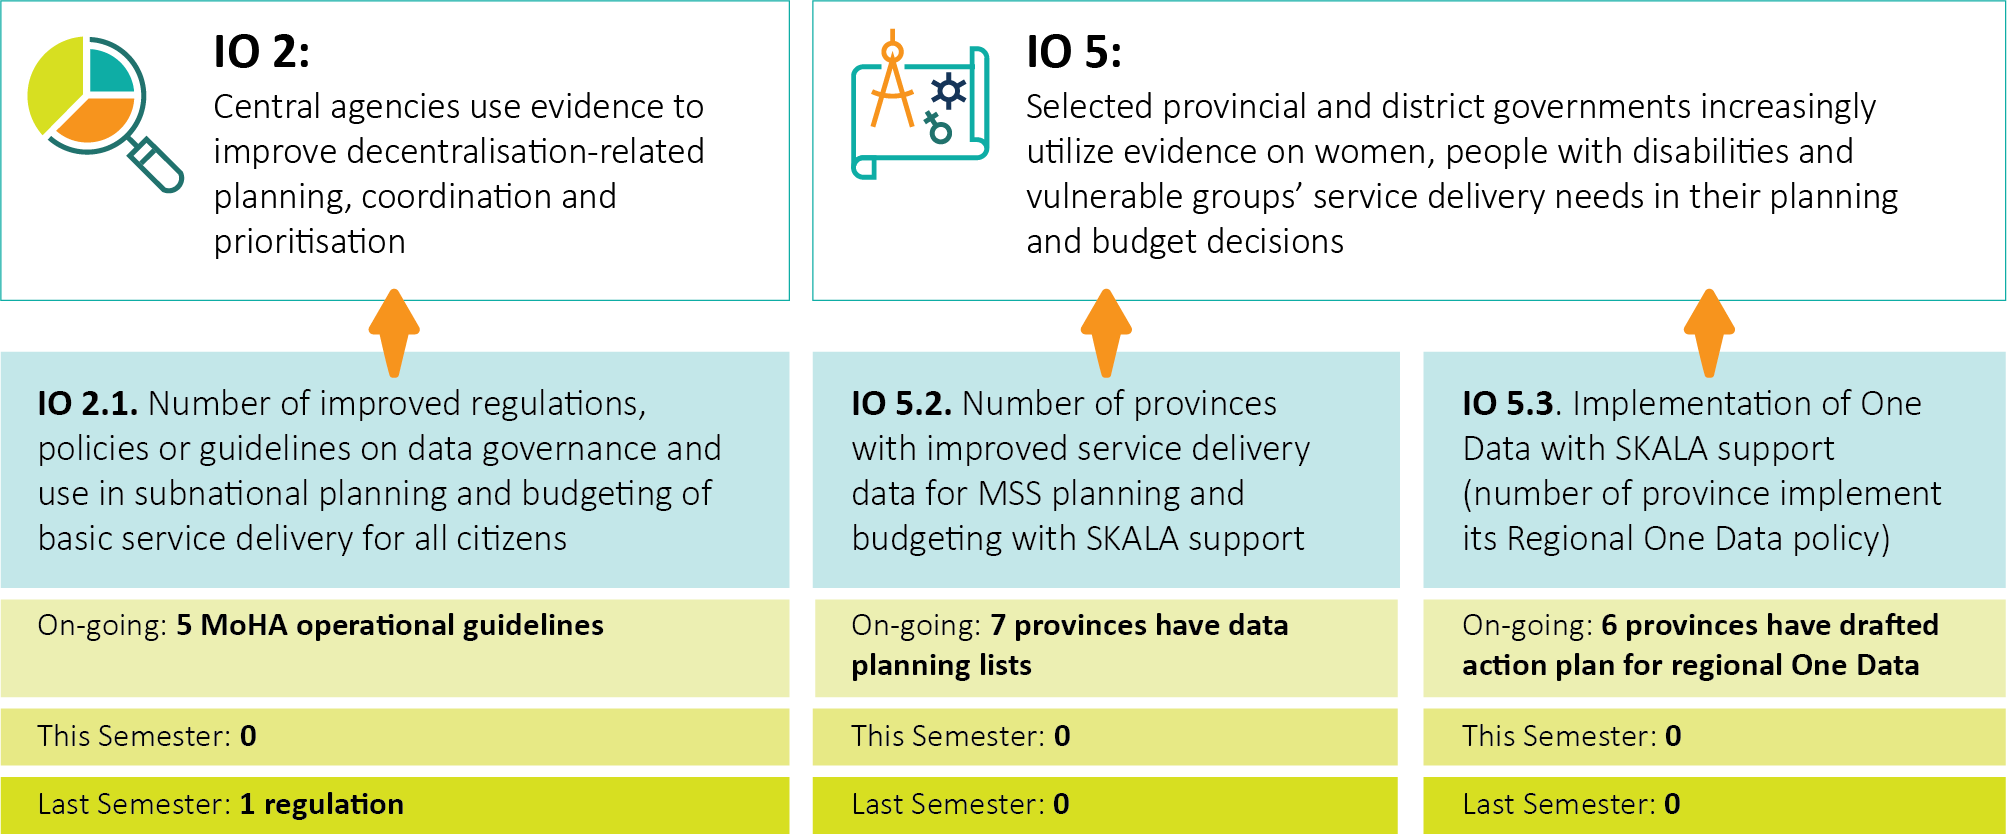 IO 2:
Central agencies use evidence to
improve decentralisation-related
planning, coordination and
prioritisation
IO 5:
Selected provincial and district governments increasingly
utilize evidence on women, people with disabilities and
vulnerable groups’ service delivery needs in their planning
and budget decisions
IO 2.1. Number of improved regulations,
policies or guidelines on data governance and
use in subnational planning and budgeting of
basic service delivery for all citizens
On-going: 5 MoHA operational guidelines
This Semester: 0
Last Semester: 1 regulation
IO 5.2. Number of provinces
with improved service delivery
data for MSS planning and
budgeting with SKALA support
On-going: 7 provinces have data
planning lists
This Semester: 0
Last Semester: 0
IO 5.3. Implementation of One
Data with SKALA support
(number of province implement
its Regional One Data policy)
On-going: 6 provinces have drafted
action plan for regional One Data
This Semester: 0
Last Semester: 0